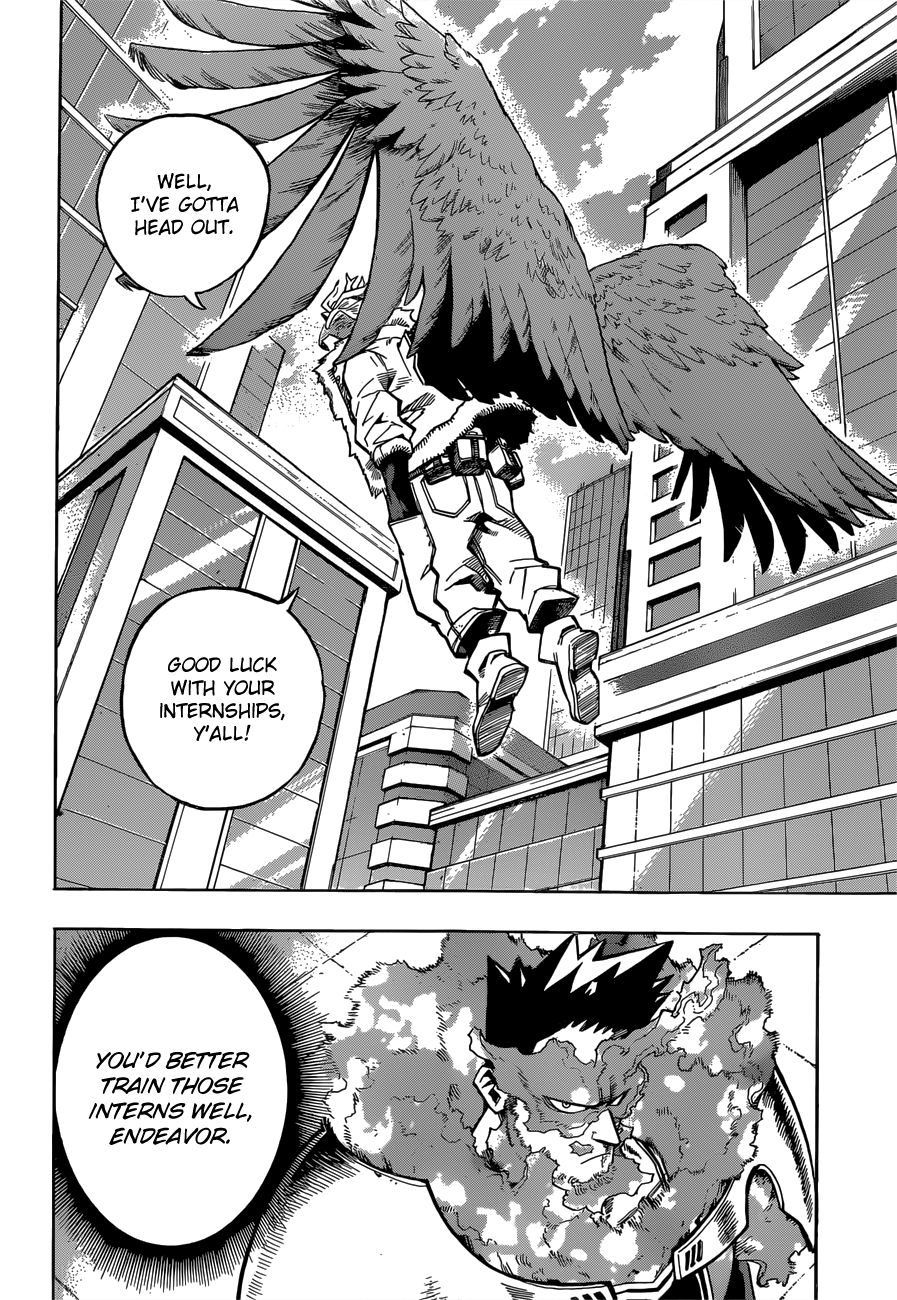 WELL,
I'VE GOTTA
HEAD OUT.
GOOD LUCK
WITH YOUR
INTERNSHIPS,
Y'ALL!
YOU'D BETTER
TRAIN THOSE
INTERNS WELL,
ENDEAVOR.